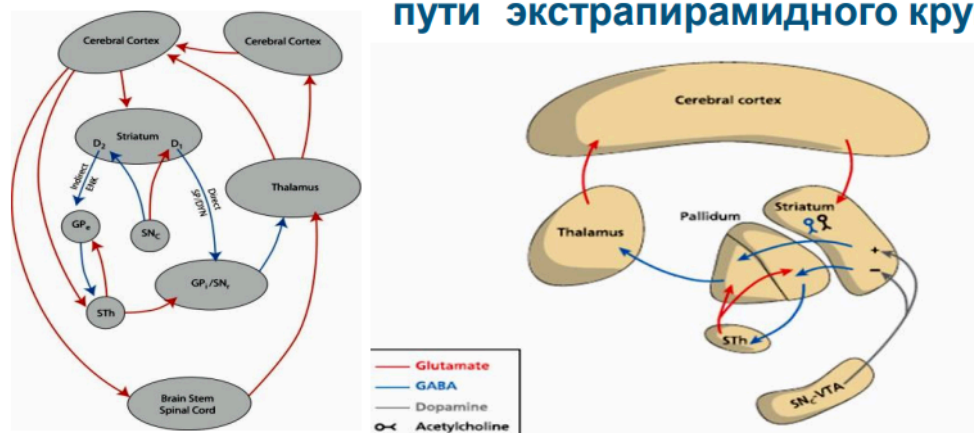 пути экстрапирамидного кру
Cerebral Cortex
Cerebral Cortex
Striatum
D2
D1
Indirect
ENK
Direct
SP/DYN
GPe
SNC
Thalamus
GPi/SNr
STh
Brain Stem
Spinal Cord
Cerebral cortex
Striatum
Pallidum
Thalamus
+
–
STh
SNC-VTA
Glutamate
GABA
Dopamine
Acetylcholine